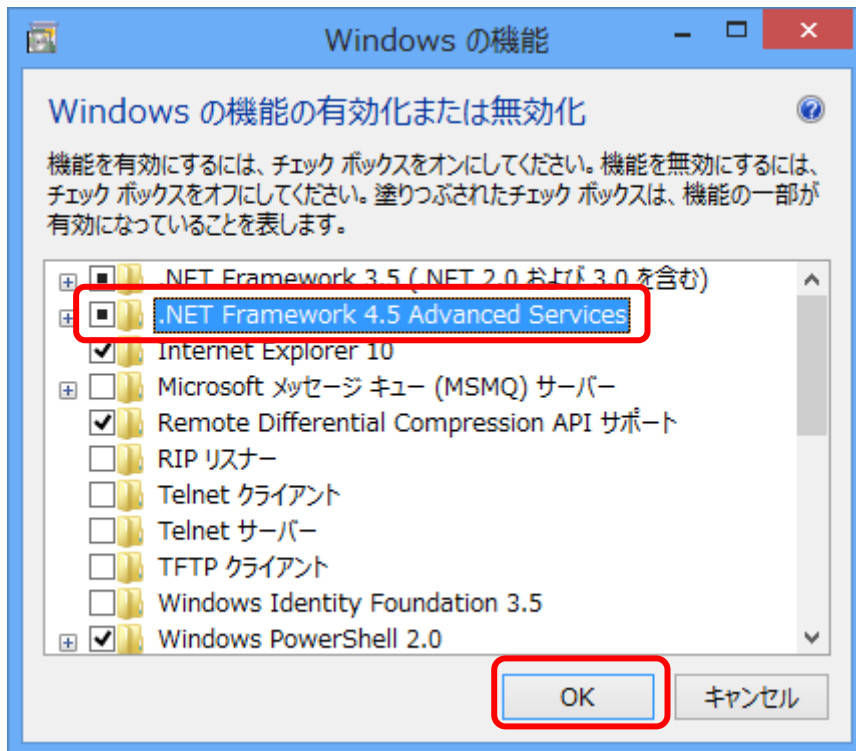 Windows の機能
Windows の機能の有効化または無効化
機能を有効にするには、チェック ボックスをオンにしてください。機能を無効にするには、
チェック ボックスをオフにしてください。塗りつぶされたチェック ボックスは、機能の一部が
有効になっていることを表します。
.NET Framework 3.5 (.NET 2.0 および 3.0 を含む)
.NET Framework 4.5 Advanced Services
Internet Explorer 10
Microsoft メッセージ キュー (MSMQ) サーバー
Remote Differential Compression API サポート
RIP リスナー
Telnet クライアント
Telnet サーバー
TFTP クライアント
Windows Identity Foundation 3.5
Windows PowerShell 2.0
OK
キャンセル